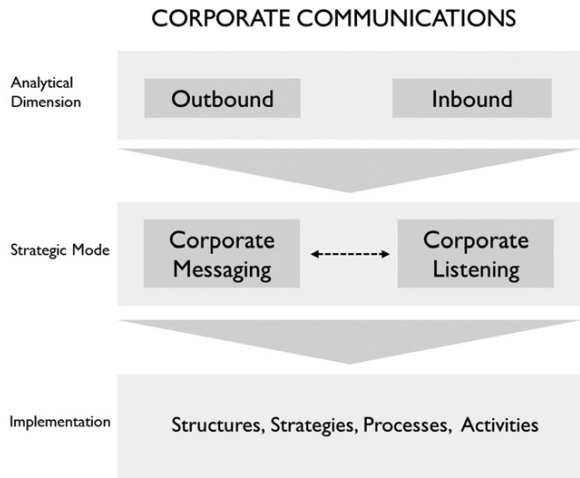 CORPORATE COMMUNICATIONS
Analytical
Dimension
Outbound
Inbound
Strategic Mode
Corporate
Messaging
Corporate
Listening
Implementation
Structures, Strategies, Processes, Activities